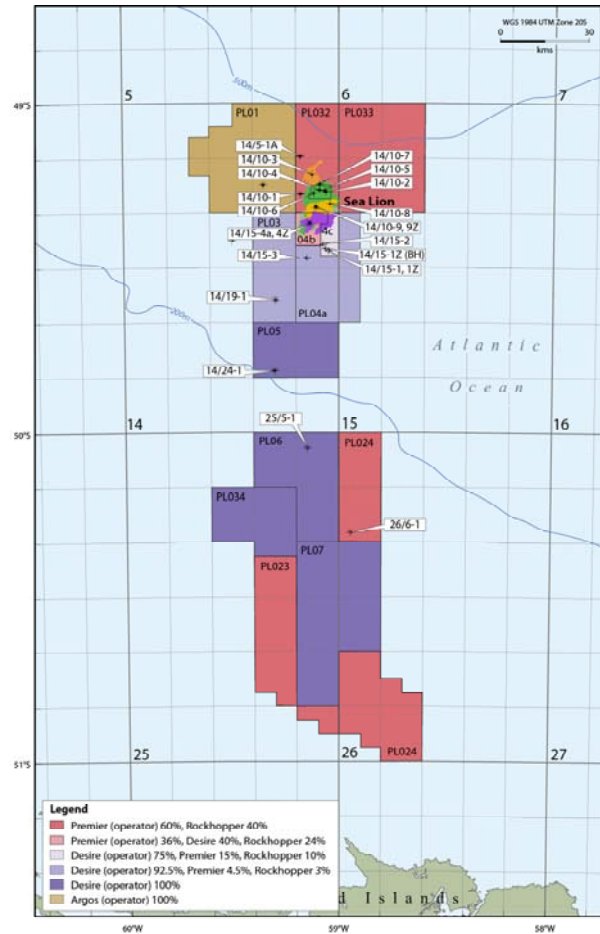 WGS 1984 UTM Zone 20S
0 30
kms
500m
49°S
5
6
7
PL01
PL032
PL033
14/5-1A
14/10-3
14/10-4
14/10-7
14/10-5
14/10-2
14/10-1
14/10-6
Sea Lion
14/10-8
PL03
14/15-4a, 4Z
04b
4c
14/10-9, 9Z
14/15-2
14/15-3
14/15-1Z (BH)
14/15-1, 1Z
14/19-1
PL04a
200m
PL05
Atlantic
Ocean
14/24-1
14
15
16
25/5-1
50°S
PL06
PL024
PL034
26/6-1
PL07
PL023
PL024
51°S
25
26
27
Legend
Premier (operator) 60%, Rockhopper 40%
Premier (operator) 36%, Desire 40%, Rockhopper 24%
Desire (operator) 75%, Premier 15%, Rockhopper 10%
Desire (operator) 92.5%, Premier 4.5%, Rockhopper 3%
Desire (operator) 100%
Argos (operator) 100%
d Islands
60°W
59°W
58°W